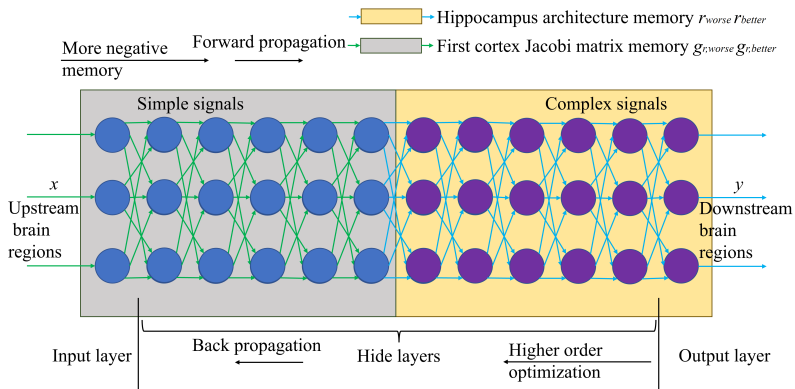 Hippocampus architecture memory r_worse r_better
First cortex Jacobi matrix memory g_r,worse g_r,better
More negative
memory
Forward propagation
Simple signals
Complex signals
x
Upstream
brain
regions
y
Downstream
brain
regions
Input layer
Back propagation
Hide layers
Higher order
optimization
Output layer